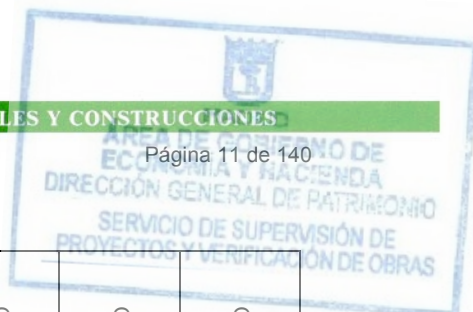 LES Y CONSTRUCCIONES
ÁREA DE GOBIERNO DE
ECONOMÍA Y HACIENDA
Página 11 de 140
DIRECCIÓN GENERAL DE PATRIMONIO
SERVICIO DE SUPERVISIÓN DE
PROYECTOS Y VERIFICACIÓN DE OBRAS